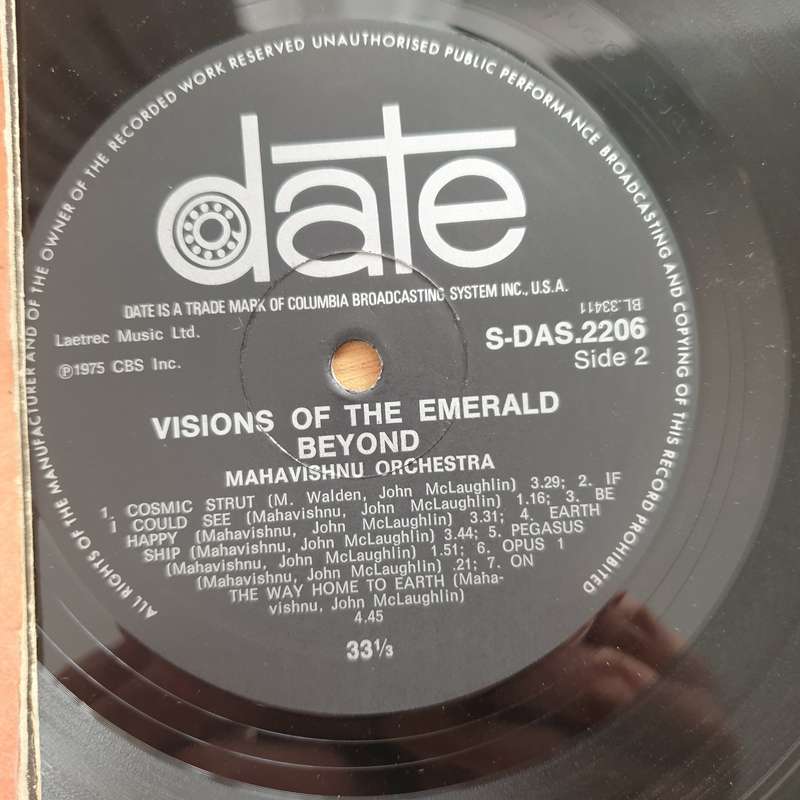 ALL RIGHTS OF THE MANUFACTURER AND OF THE OWNER OF THE RECORDED WORK RESERVED UNAUTHORISED PUBLIC PERFORMANCE BROADCASTING AND COPYING OF THIS RECORD PROHIBITED
date
DATE IS A TRADE MARK OF COLUMBIA BROADCASTING SYSTEM INC., U.S.A.
Laetrec Music Ltd.
BL.33411
S-DAS.2206
℗1975 CBS Inc.
Side 2
VISIONS OF THE EMERALD
BEYOND
MAHAVISHNU ORCHESTRA
1. COSMIC STRUT (M. Walden, John McLaughlin) 3.29; 2. IF
I COULD SEE (Mahavishnu, John McLaughlin) 1.16; 3. BE
HAPPY (Mahavishnu, John McLaughlin) 3.31; 4. EARTH
SHIP (Mahavishnu, John McLaughlin) 3.44; 5. PEGASUS
(Mahavishnu, John McLaughlin) 1.51; 6. OPUS 1
(Mahavishnu, John McLaughlin) .21; 7. ON
THE WAY HOME TO EARTH (Maha-
vishnu, John McLaughlin)
4.45
33⅓